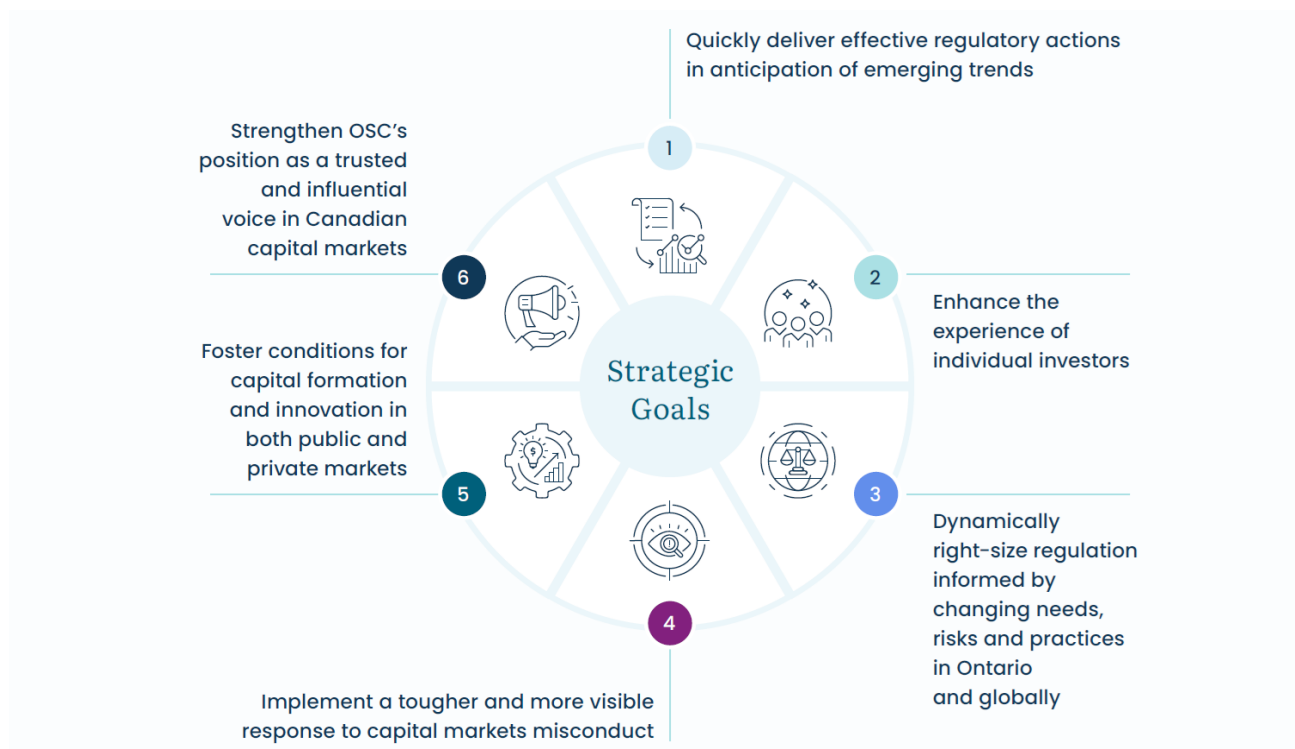 1
Quickly deliver effective regulatory actions
in anticipation of emerging trends
2
Enhance the
experience of
individual investors
3
Dynamically
right-size regulation
informed by
changing needs,
risks and practices
in Ontario
and globally
4
Implement a tougher and more visible
response to capital markets misconduct
5
Foster conditions for
capital formation
and innovation in
both public and
private markets
6
Strengthen OSC’s
position as a trusted
and influential
voice in Canadian
capital markets
Strategic
Goals
$
!